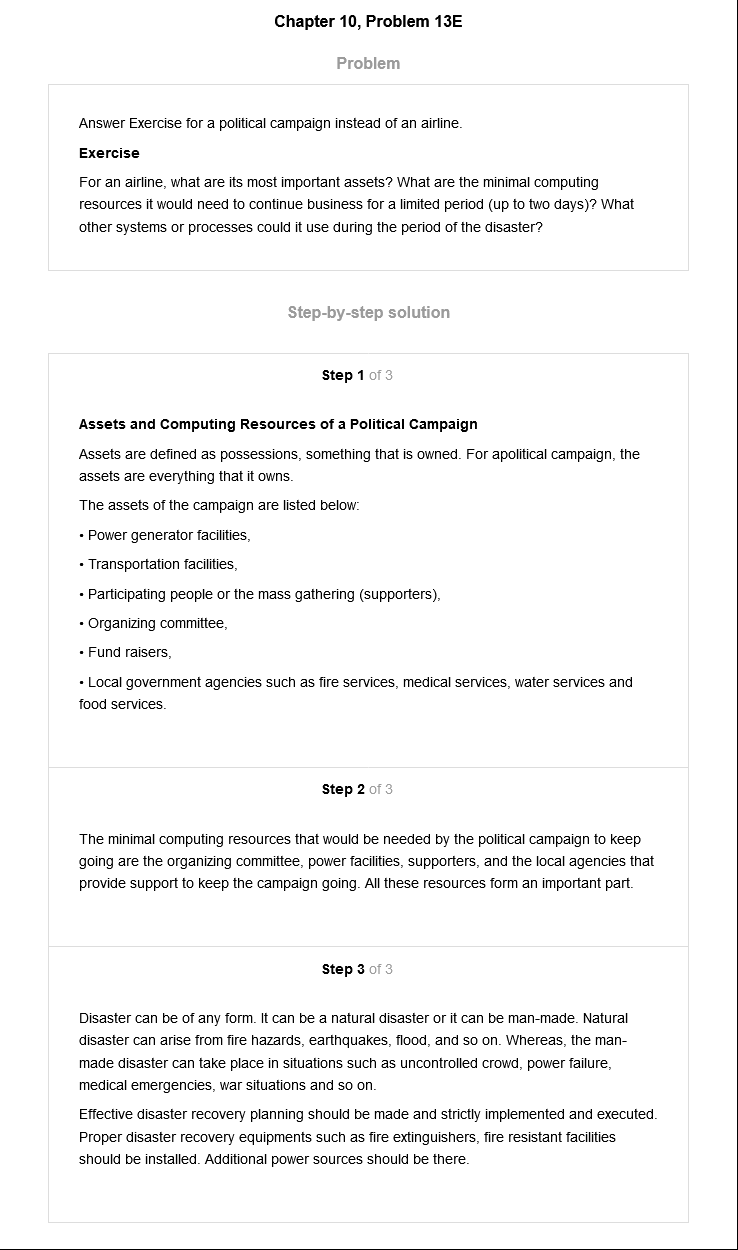 Chapter 10, Problem 13E
Problem
Answer Exercise for a political campaign instead of an airline.
Exercise
For an airline, what are its most important assets? What are the minimal computing
resources it would need to continue business for a limited period (up to two days)? What
other systems or processes could it use during the period of the disaster?
Step-by-step solution
Step 1 of 3
Assets and Computing Resources of a Political Campaign
Assets are defined as possessions, something that is owned. For apolitical campaign, the
assets are everything that it owns.
The assets of the campaign are listed below:
• Power generator facilities,
• Transportation facilities,
• Participating people or the mass gathering (supporters),
• Organizing committee,
• Fund raisers,
• Local government agencies such as fire services, medical services, water services and
food services.
Step 2 of 3
The minimal computing resources that would be needed by the political campaign to keep
going are the organizing committee, power facilities, supporters, and the local agencies that
provide support to keep the campaign going. All these resources form an important part.
Step 3 of 3
Disaster can be of any form. It can be a natural disaster or it can be man-made. Natural
disaster can arise from fire hazards, earthquakes, flood, and so on. Whereas, the man-
made disaster can take place in situations such as uncontrolled crowd, power failure,
medical emergencies, war situations and so on.
Effective disaster recovery planning should be made and strictly implemented and executed.
Proper disaster recovery equipments such as fire extinguishers, fire resistant facilities
should be installed. Additional power sources should be there.